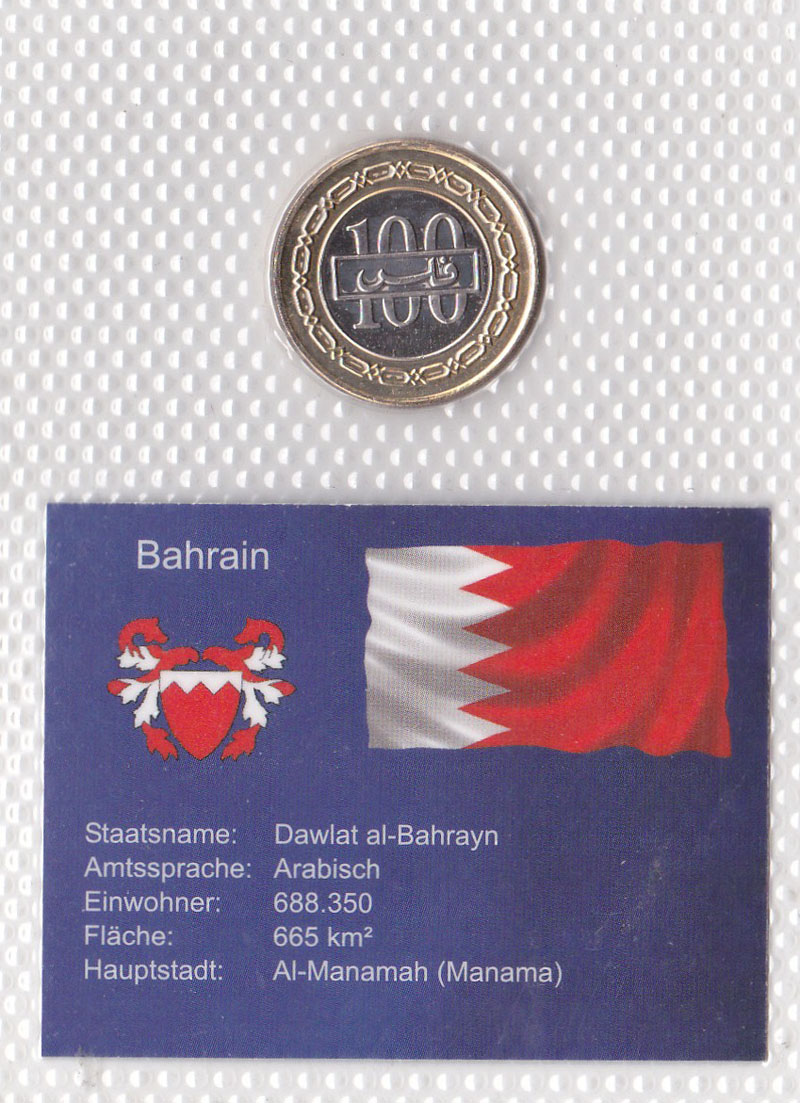 100
فلس
100
Bahrain
Staatsname: Dawlat al-Bahrayn
Amtssprache: Arabisch
Einwohner: 688.350
Fläche: 665 km²
Hauptstadt: Al-Manamah (Manama)